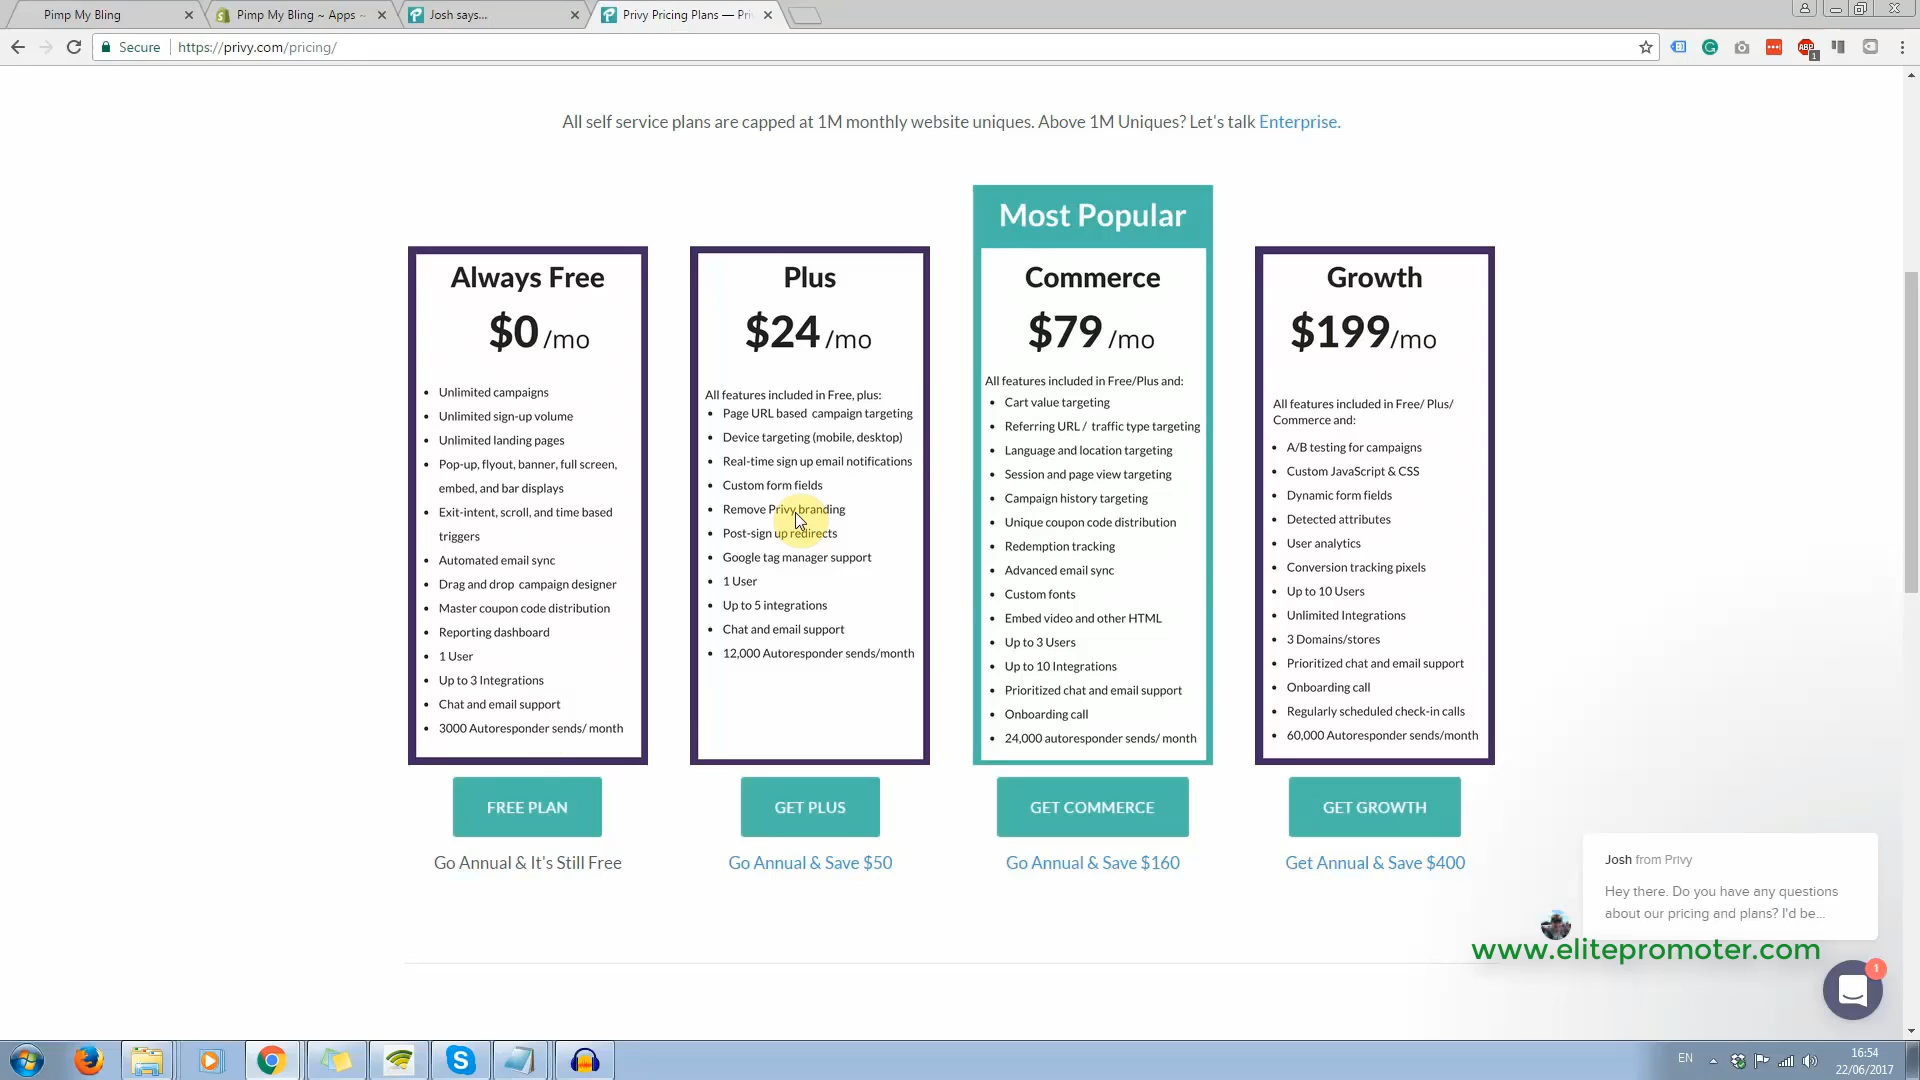 Pimp My Bling
Pimp My Bling ~ Apps ~
Josh says...
Privy Pricing Plans — Pri
Secure
https://privy.com/pricing/
ABP
1
All self service plans are capped at 1M monthly website uniques. Above 1M Uniques? Let's talk Enterprise.
Always Free
$0 /mo
Unlimited campaigns
Unlimited sign-up volume
Unlimited landing pages
Pop-up, flyout, banner, full screen,
embed, and bar displays
Exit-intent, scroll, and time based
triggers
Automated email sync
Drag and drop campaign designer
Master coupon code distribution
Reporting dashboard
1 User
Up to 3 Integrations
Chat and email support
3000 Autoresponder sends/ month
FREE PLAN
Go Annual & It's Still Free
Plus
$24 /mo
All features included in Free, plus:
Page URL based campaign targeting
Device targeting (mobile, desktop)
Real-time sign up email notifications
Custom form fields
Remove Privy branding
Post-sign up redirects
Google tag manager support
1 User
Up to 5 integrations
Chat and email support
12,000 Autoresponder sends/month
GET PLUS
Go Annual & Save $50
Most Popular
Commerce
$79 /mo
All features included in Free/Plus and:
Cart value targeting
Referring URL / traffic type targeting
Language and location targeting
Session and page view targeting
Campaign history targeting
Unique coupon code distribution
Redemption tracking
Advanced email sync
Custom fonts
Embed video and other HTML
Up to 3 Users
Up to 10 Integrations
Prioritized chat and email support
Onboarding call
24,000 autoresponder sends/ month
GET COMMERCE
Go Annual & Save $160
Growth
$199/mo
All features included in Free/ Plus/
Commerce and:
A/B testing for campaigns
Custom JavaScript & CSS
Dynamic form fields
Detected attributes
User analytics
Conversion tracking pixels
Up to 10 Users
Unlimited Integrations
3 Domains/stores
Prioritized chat and email support
Onboarding call
Regularly scheduled check-in calls
60,000 Autoresponder sends/month
GET GROWTH
Get Annual & Save $400
Josh from Privy
Hey there. Do you have any questions
about our pricing and plans? I'd be...
www.elitepromoter.com
1
EN
16:54
22/06/2017